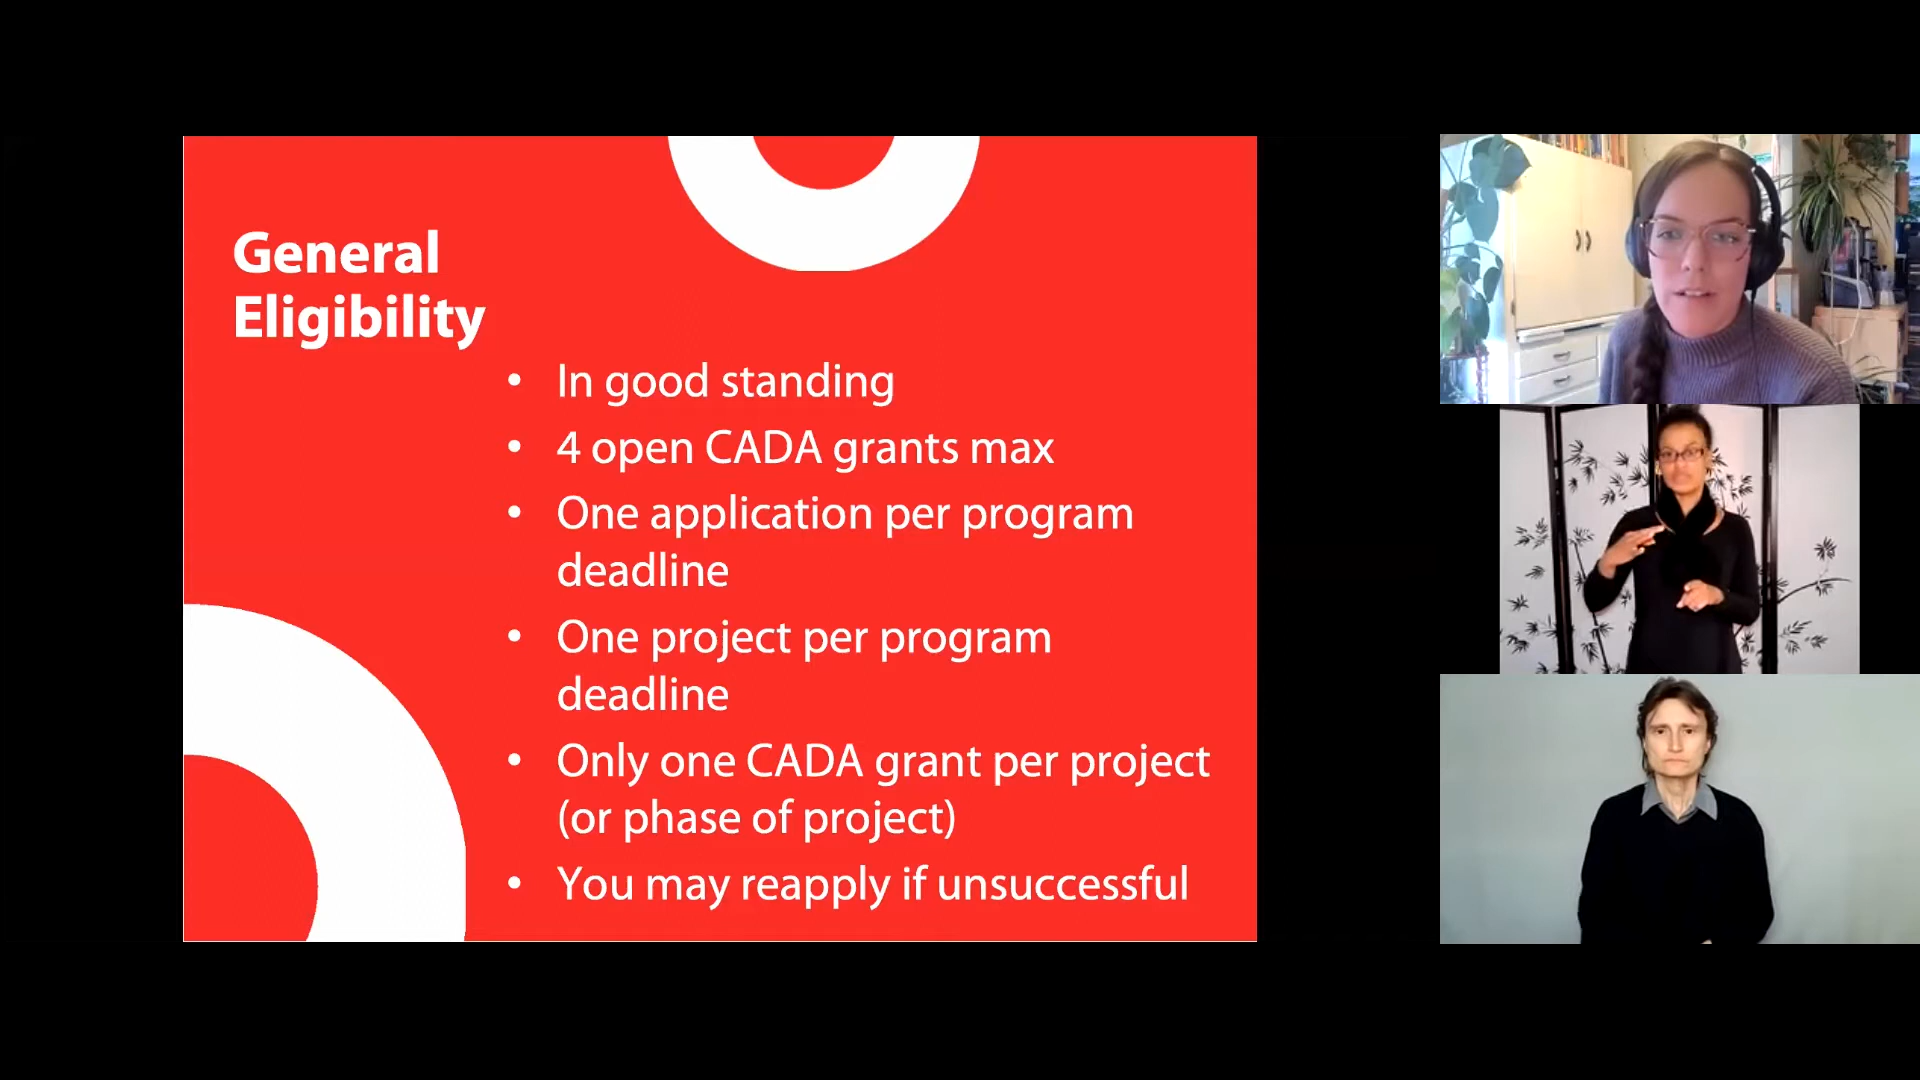 General
Eligibility
• In good standing
• 4 open CADA grants max
• One application per program
deadline
• One project per program
deadline
• Only one CADA grant per project
(or phase of project)
• You may reapply if unsuccessful